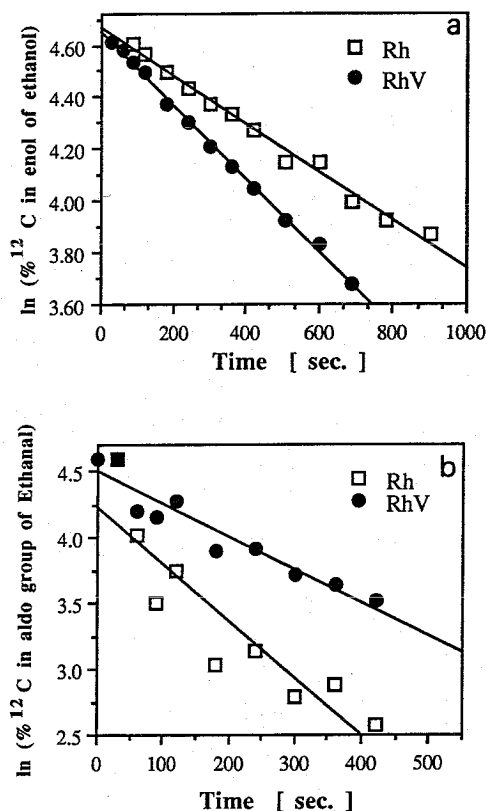 a
Rh
RhV
ln (% ¹² C in enol of ethanol)
4.60
4.40
4.20
4.00
3.80
3.60
0 200 400 600 800 1000
Time [ sec. ]
b
Rh
RhV
ln (% ¹² C in aldo group of Ethanal)
4.5
4.0
3.5
3.0
2.5
0 100 200 300 400 500
Time [ sec. ]